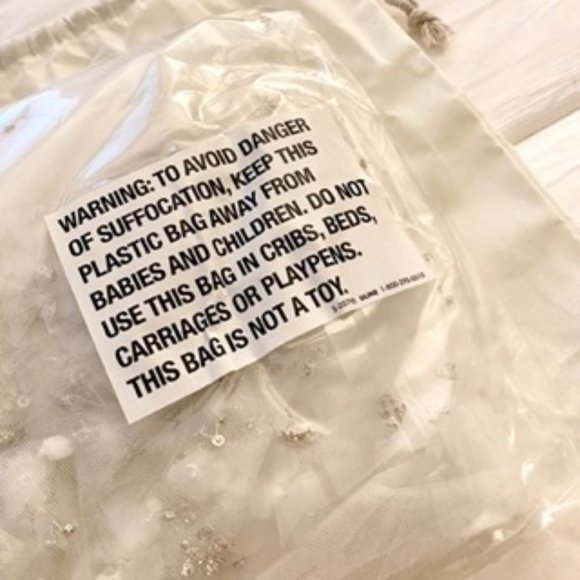 WARNING: TO AVOID DANGER
OF SUFFOCATION, KEEP THIS
PLASTIC BAG AWAY FROM
BABIES AND CHILDREN. DO NOT
USE THIS BAG IN CRIBS, BEDS,
CARRIAGES OR PLAYPENS.
THIS BAG IS NOT A TOY.
ULINE